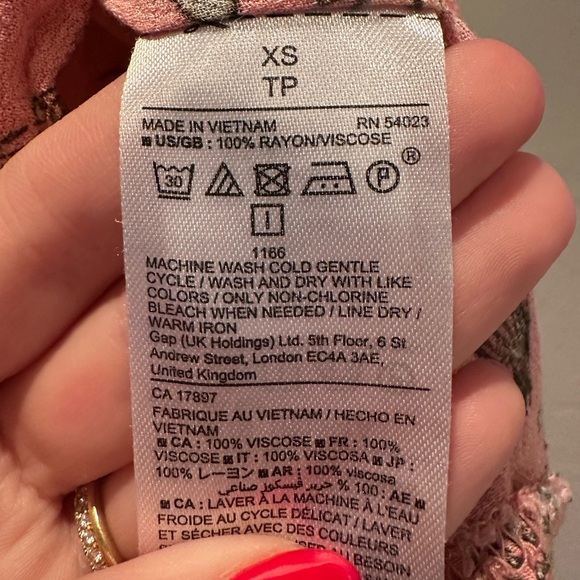 XS
TP
MADE IN VIETNAM RN 54023
US/GB : 100% RAYON/VISCOSE
30 P ®
1166
MACHINE WASH COLD GENTLE
CYCLE / WASH AND DRY WITH LIKE
COLORS / ONLY NON-CHLORINE
BLEACH WHEN NEEDED / LINE DRY /
WARM IRON
Gap (UK Holdings) Ltd. 5th Floor, 6 St
Andrew Street, London EC4A 3AE,
United Kingdom
CA 17897
FABRIQUE AU VIETNAM / HECHO EN
VIETNAM
CA : 100% VISCOSE FR : 100%
VISCOSE IT : 100% VISCOSA JP :
100% レーヨン AR : 100% viscosa
AE : 100 % حرير فيسكوز صناعي
CA : LAVER À LA MACHINE À L'EAU
FROIDE AU CYCLE DÉLICAT / LAVER
ET SÉCHER AVEC DES COULEURS